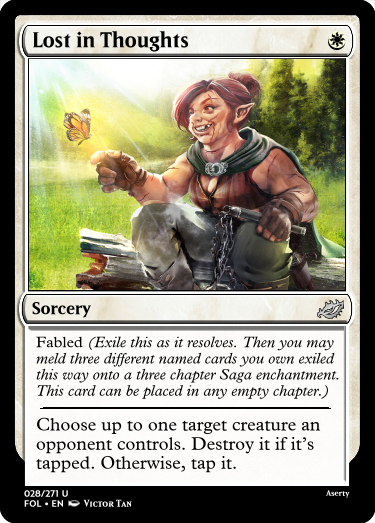 Lost in Thoughts
Sorcery
Fabled (Exile this as it resolves. Then you may
meld three different named cards you own exiled
this way onto a three chapter Saga enchantment.
This card can be placed in any empty chapter.)
Choose up to one target creature an
opponent controls. Destroy it if it's
tapped. Otherwise, tap it.
028/271 U
Aserty
FOL • EN Victor Tan